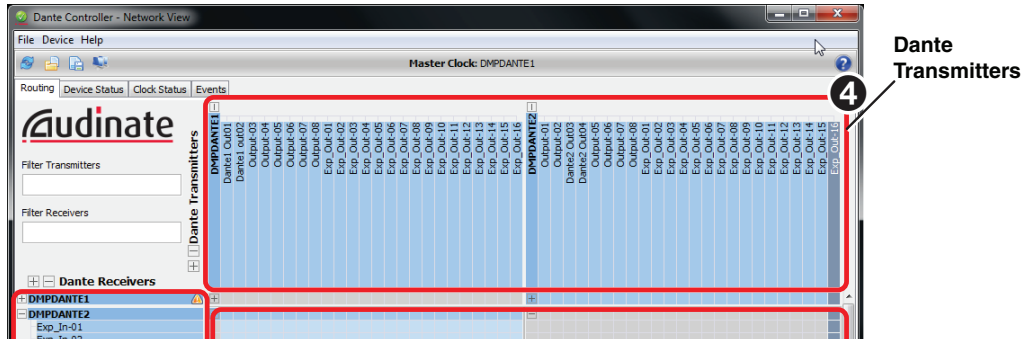 Dante Controller - Network View
File Device Help
Master Clock: DMPDANTE1
?
Routing Device Status Clock Status Events
Audinate
Filter Transmitters
Filter Receivers
Dante Transmitters
Dante Receivers
DMPDANTE1
Dante1 Out01
Dante1 out02
Output-03
Output-04
Output-05
Output-06
Output-07
Output-08
Exp_Out-01
Exp_Out-02
Exp_Out-03
Exp_Out-04
Exp_Out-05
Exp_Out-06
Exp_Out-07
Exp_Out-08
Exp_Out-09
Exp_Out-10
Exp_Out-11
Exp_Out-12
Exp_Out-13
Exp_Out-14
Exp_Out-15
Exp_Out-16
DMPDANTE2
Output-01
Output-02
Dante2 Out03
Dante2 Out04
Output-05
Output-06
Output-07
Output-08
Exp_Out-01
Exp_Out-02
Exp_Out-03
Exp_Out-04
Exp_Out-05
Exp_Out-06
Exp_Out-07
Exp_Out-08
Exp_Out-09
Exp_Out-10
Exp_Out-11
Exp_Out-12
Exp_Out-13
Exp_Out-14
Exp_Out-15
Exp_Out-16
4
Dante
Transmitters
DMPDANTE1
DMPDANTE2
Exp_In-01
Exp_In-02